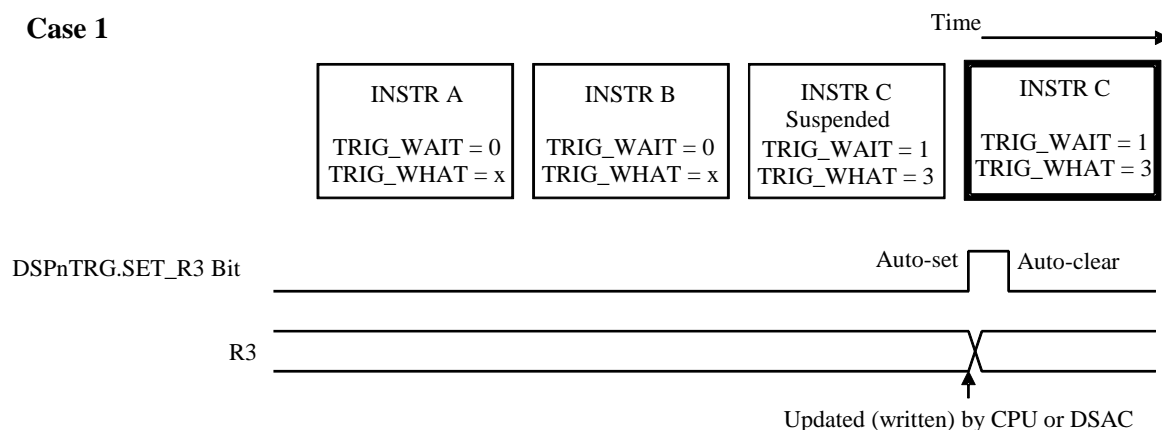 Case 1
Time
INSTR A
TRIG_WAIT = 0
TRIG_WHAT = x
INSTR B
TRIG_WAIT = 0
TRIG_WHAT = x
INSTR C
Suspended
TRIG_WAIT = 1
TRIG_WHAT = 3
INSTR C
TRIG_WAIT = 1
TRIG_WHAT = 3
DSPnTRG.SET_R3 Bit
Auto-set
Auto-clear
R3
Updated (written) by CPU or DSAC